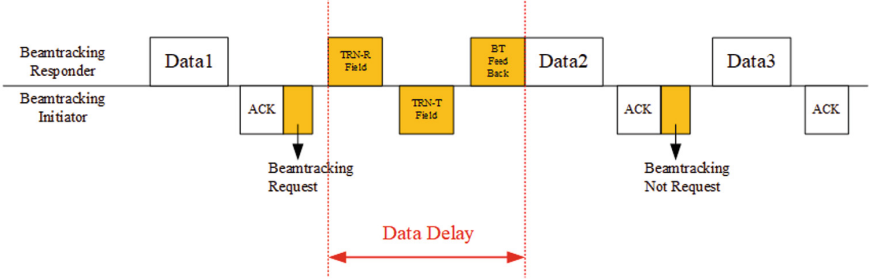 Beamtracking
Responder
Data1
TRN-R
Field
BT
Feed
Back
Data2
Data3
Beamtracking
Initiator
ACK
TRN-T
Field
ACK
ACK
Beamtracking
Request
Beamtracking
Not Request
Data Delay